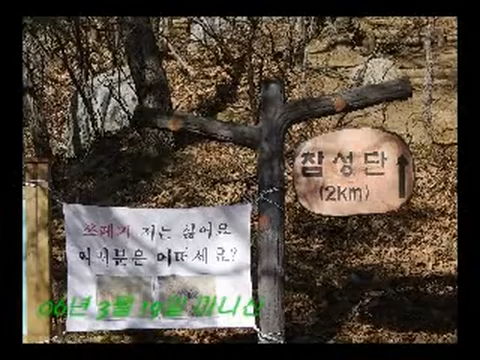 참성단
(2km)
쓰레기 저는 싫어요
여러분은 어떠세요?
06년 3월 19일 마니산